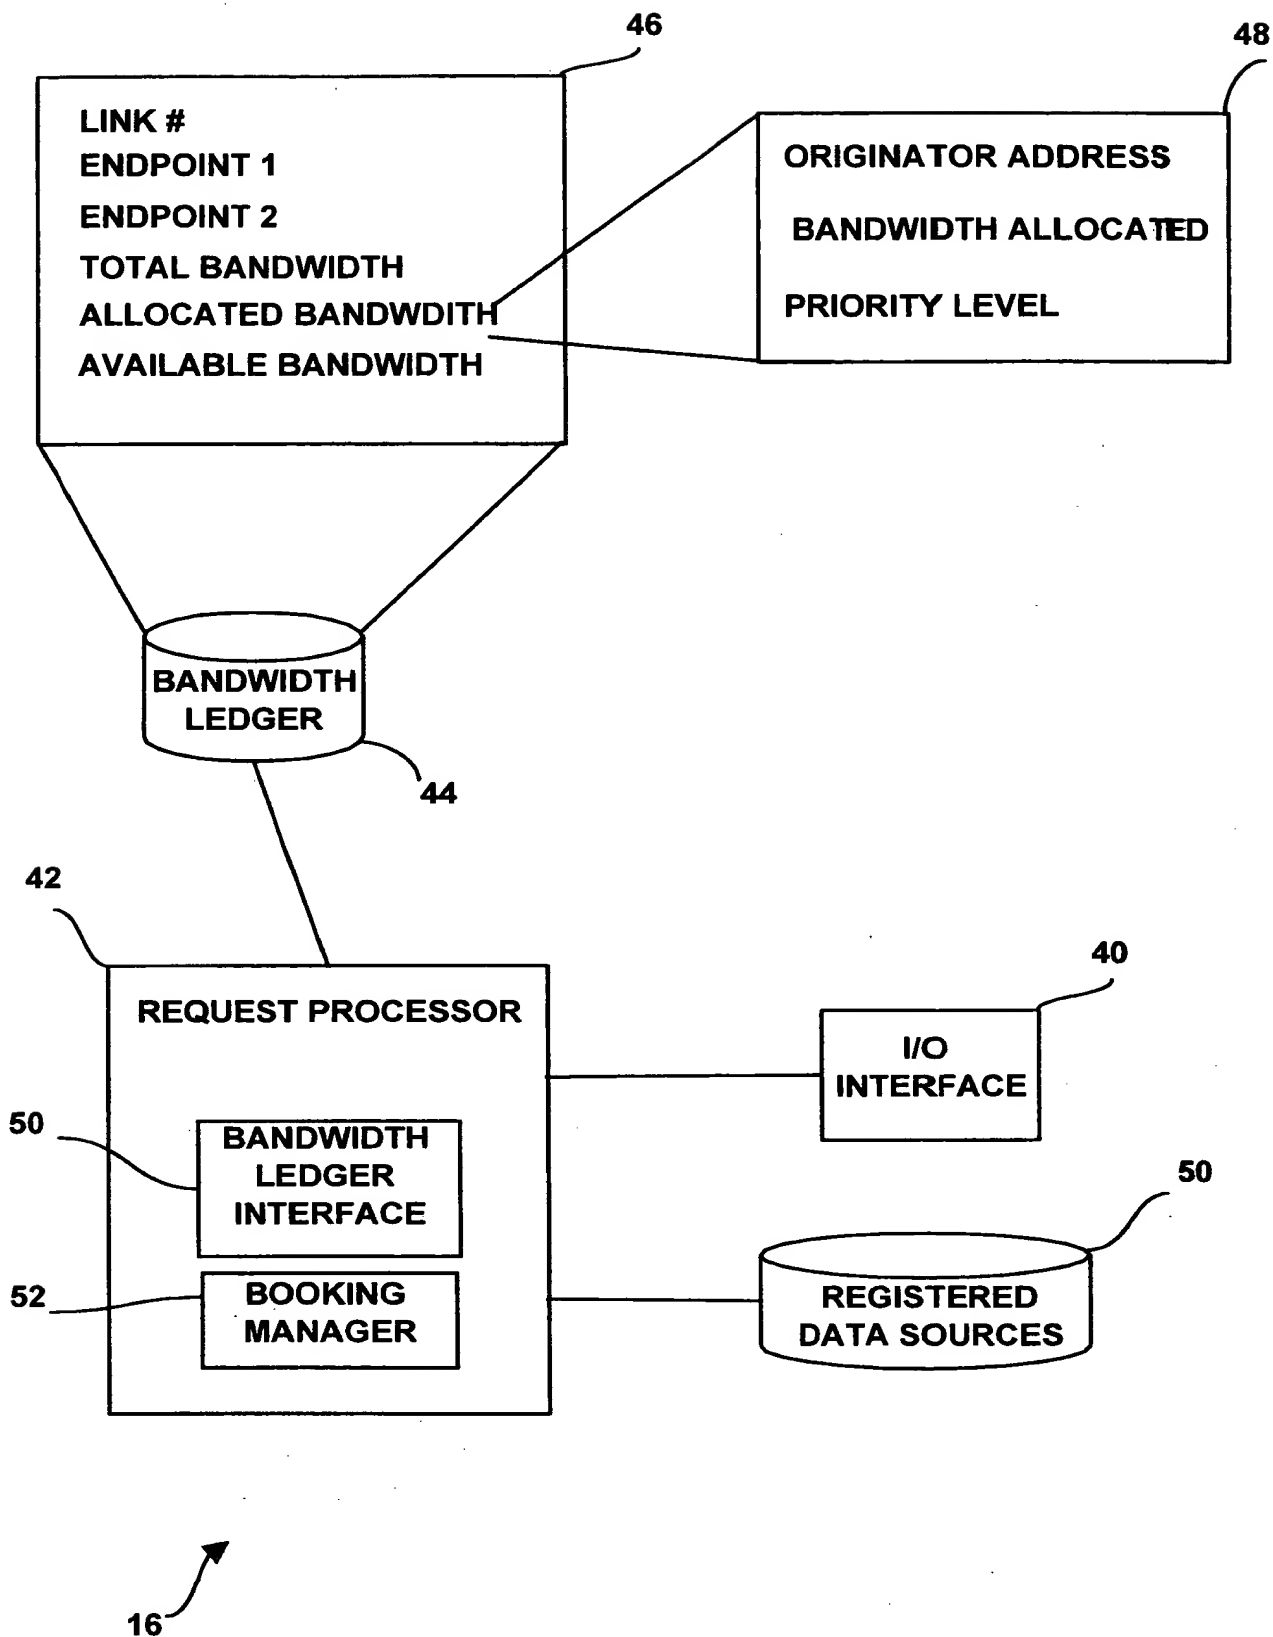 46
48
LINK #
ENDPOINT 1
ENDPOINT 2
TOTAL BANDWIDTH
ALLOCATED BANDWDITH
AVAILABLE BANDWIDTH
ORIGINATOR ADDRESS
BANDWIDTH ALLOCATED
PRIORITY LEVEL
BANDWIDTH
LEDGER
44
42
REQUEST PROCESSOR
40
I/O
INTERFACE
50
BANDWIDTH
LEDGER
INTERFACE
50
52
BOOKING
MANAGER
REGISTERED
DATA SOURCES
16